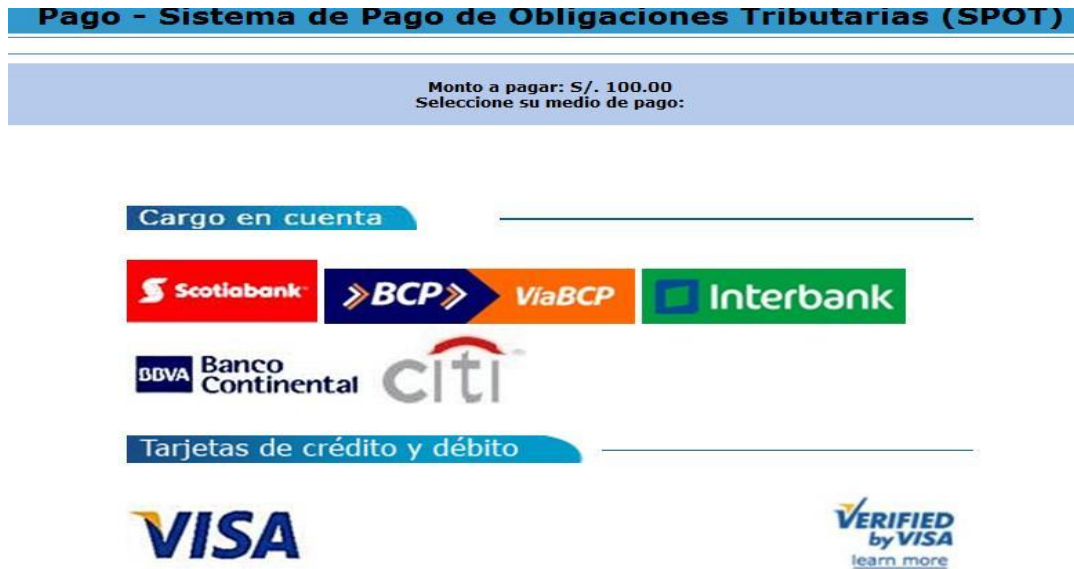 Pago - Sistema de Pago de Obligaciones Tributarias (SPOT)
Monto a pagar: S/. 100.00
Seleccione su medio de pago:
Cargo en cuenta
Scotiabank BCP VíaBCP Interbank
BBVA Banco Continental citi
Tarjetas de crédito y débito
VISA VERIFIED
by VISA
learn more